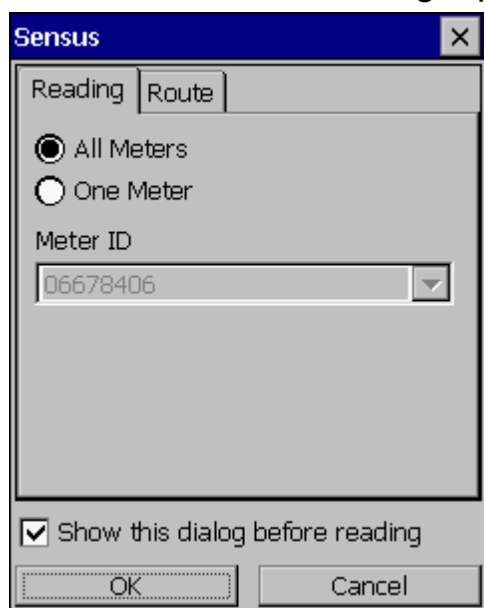 Sensus
Reading Route
All Meters
One Meter
Meter ID
06678406
Show this dialog before reading
OK Cancel